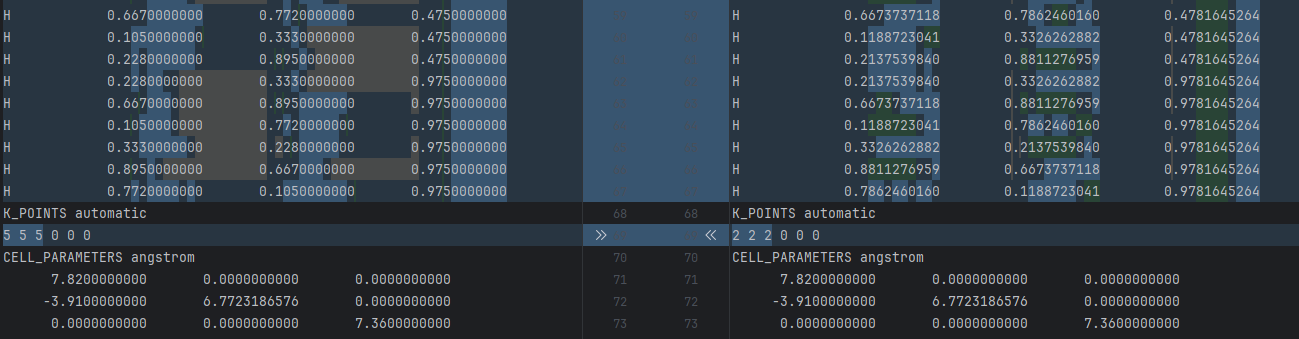 H 0.6670000000 0.7720000000 0.4750000000 H 0.6673737118 0.7862460160 0.4781645264
H 0.1050000000 0.3330000000 0.4750000000 H 0.1188723041 0.3326262882 0.4781645264
H 0.2280000000 0.8950000000 0.4750000000 H 0.2137539840 0.8811276959 0.4781645264
H 0.2280000000 0.3330000000 0.9750000000 H 0.2137539840 0.3326262882 0.9781645264
H 0.6670000000 0.8950000000 0.9750000000 H 0.6673737118 0.8811276959 0.9781645264
H 0.1050000000 0.7720000000 0.9750000000 H 0.1188723041 0.7862460160 0.9781645264
H 0.3330000000 0.2280000000 0.9750000000 H 0.3326262882 0.2137539840 0.9781645264
H 0.8950000000 0.6670000000 0.9750000000 H 0.8811276959 0.6673737118 0.9781645264
H 0.7720000000 0.1050000000 0.9750000000 H 0.7862460160 0.1188723041 0.9781645264
K_POINTS automatic 68 68 K_POINTS automatic
5 5 5 0 0 0 >> << 2 2 2 0 0 0
CELL_PARAMETERS angstrom 70 70 CELL_PARAMETERS angstrom
7.8200000000 0.0000000000 0.0000000000 71 71 7.8200000000 0.0000000000 0.0000000000
-3.9100000000 6.7723186576 0.0000000000 72 72 -3.9100000000 6.7723186576 0.0000000000
0.0000000000 0.0000000000 7.3600000000 73 73 0.0000000000 0.0000000000 7.3600000000